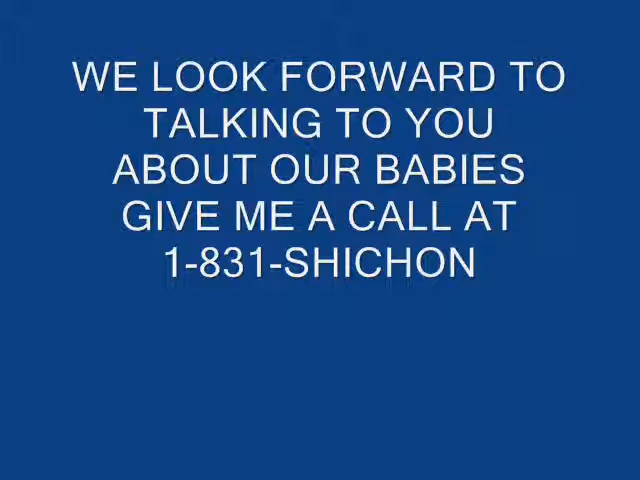 WE LOOK FORWARD TO
TALKING TO YOU
ABOUT OUR BABIES
GIVE ME A CALL AT
1-831-SHICHON